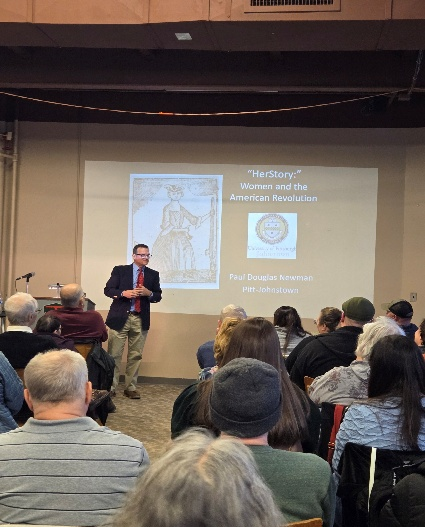 “HerStory:”
Women and the
American Revolution
Paul Douglas Newman
Pitt-Johnstown